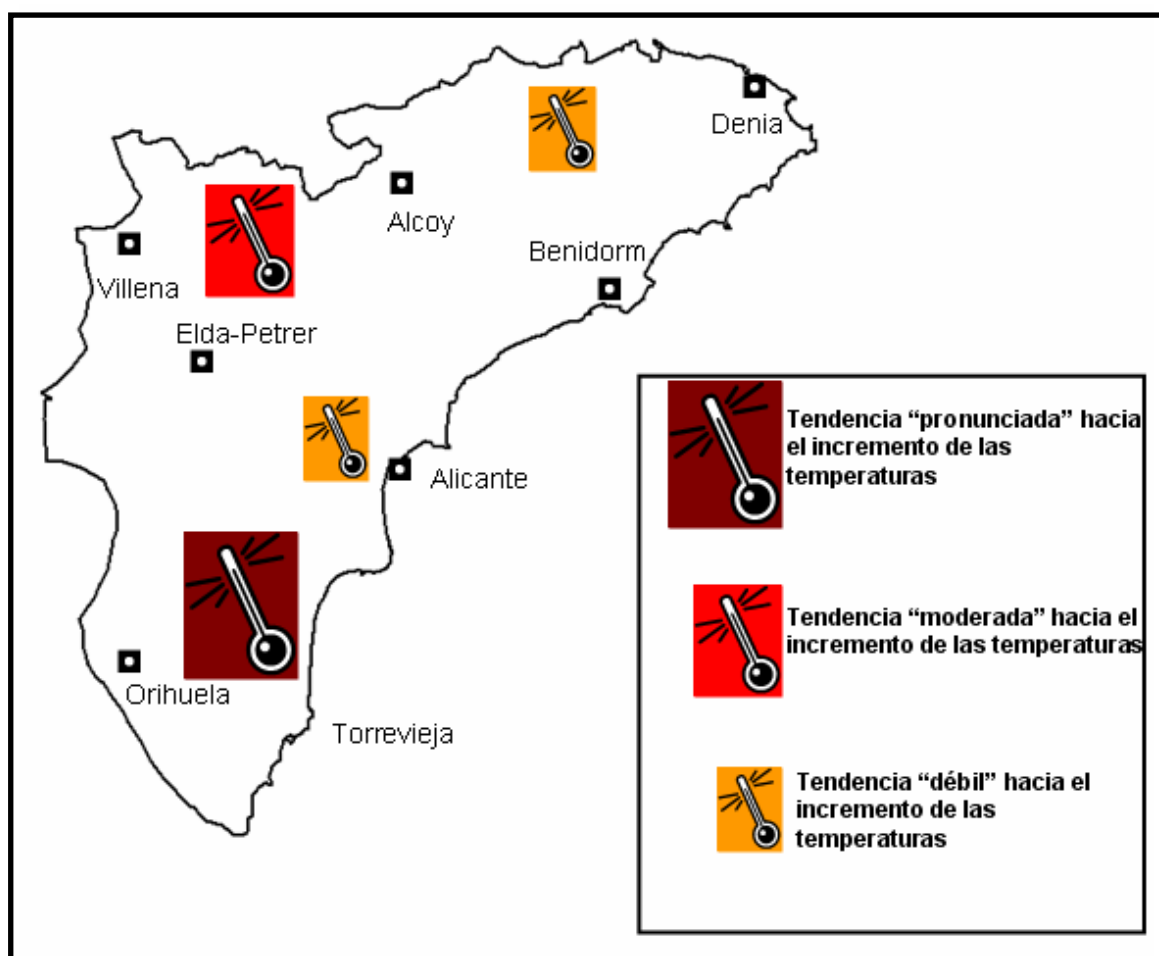 Denia
Alcoy
Benidorm
Villena
Elda-Petrer
Alicante
Orihuela
Torrevieja
Tendencia “pronunciada” hacia
el incremento de las
temperaturas
Tendencia “moderada” hacia el
incremento de las temperaturas
Tendencia “débil” hacia el
incremento de las
temperaturas